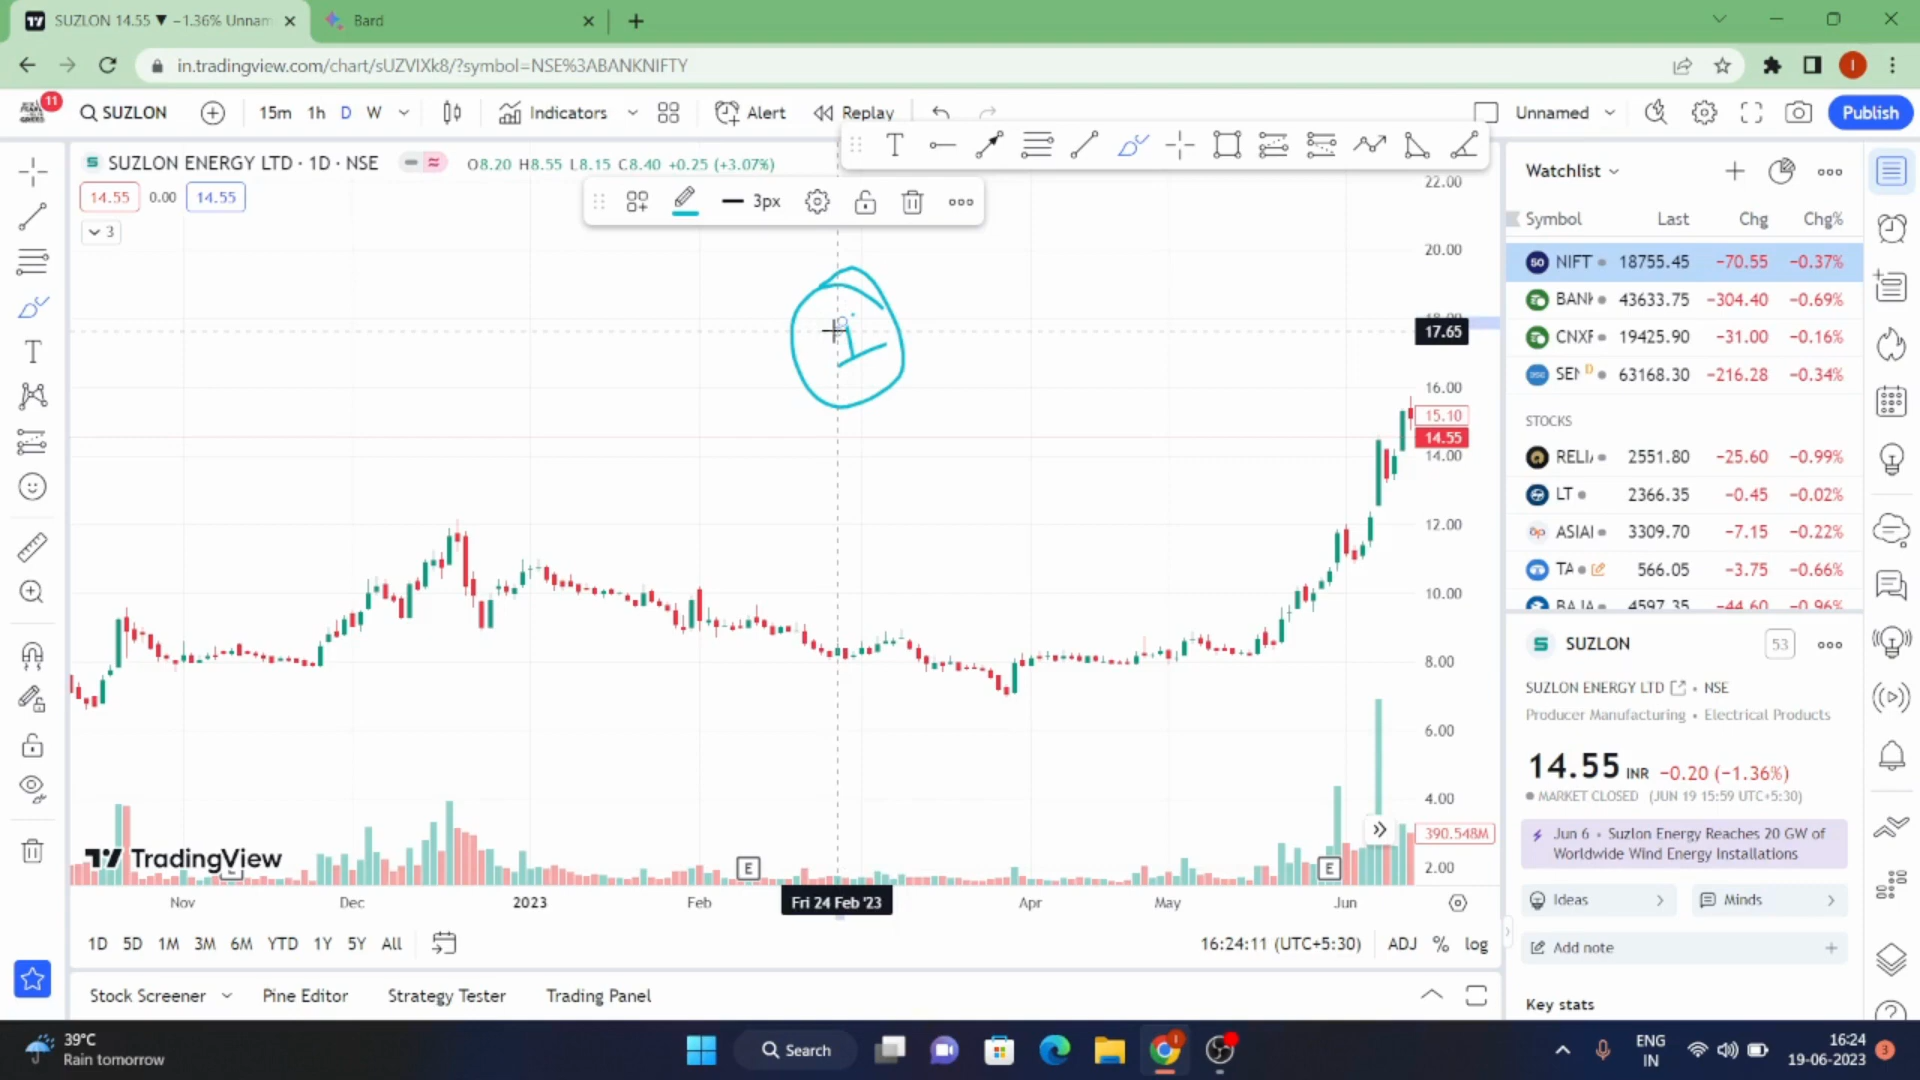 SUZLON 14.55 ▼ −1.36% Unnam
Bard
in.tradingview.com/chart/sUZVIXk8/?symbol=NSE%3ABANKNIFTY
11
SUZLON
15m 1h D W
Indicators
Alert
Replay
Unnamed
Publish
SUZLON ENERGY LTD · 1D · NSE
O8.20 H8.55 L8.15 C8.40 +0.25 (+3.07%)
14.55 0.00 14.55
3
3px
22.00
20.00
17.65
16.00
15.10
14.55
14.00
12.00
10.00
8.00
6.00
4.00
390.548M
2.00
i
TradingView
E
E
Nov Dec 2023 Feb Fri 24 Feb '23 Apr May Jun
1D 5D 1M 3M 6M YTD 1Y 5Y All
16:24:11 (UTC+5:30) ADJ % log
Stock Screener Pine Editor Strategy Tester Trading Panel
Watchlist
Symbol Last Chg Chg%
50 NIFT 18755.45 −70.55 −0.37%
BANK 43633.75 −304.40 −0.69%
CNXF 19425.90 −31.00 −0.16%
SEN D 63168.30 −216.28 −0.34%
STOCKS
RELI 2551.80 −25.60 −0.99%
LT 2366.35 −0.45 −0.02%
ASIAI 3309.70 −7.15 −0.22%
TA 566.05 −3.75 −0.66%
BAJA 4597.35 −44.60 −0.96%
SUZLON 53
SUZLON ENERGY LTD • NSE
Producer Manufacturing • Electrical Products
14.55 INR −0.20 (−1.36%)
MARKET CLOSED (JUN 19 15:59 UTC+5:30)
Jun 6 • Suzlon Energy Reaches 20 GW of
Worldwide Wind Energy Installations
Ideas
Minds
Add note
Key stats
39°C
Rain tomorrow
Search
ENG
IN
16:24
19-06-2023
3